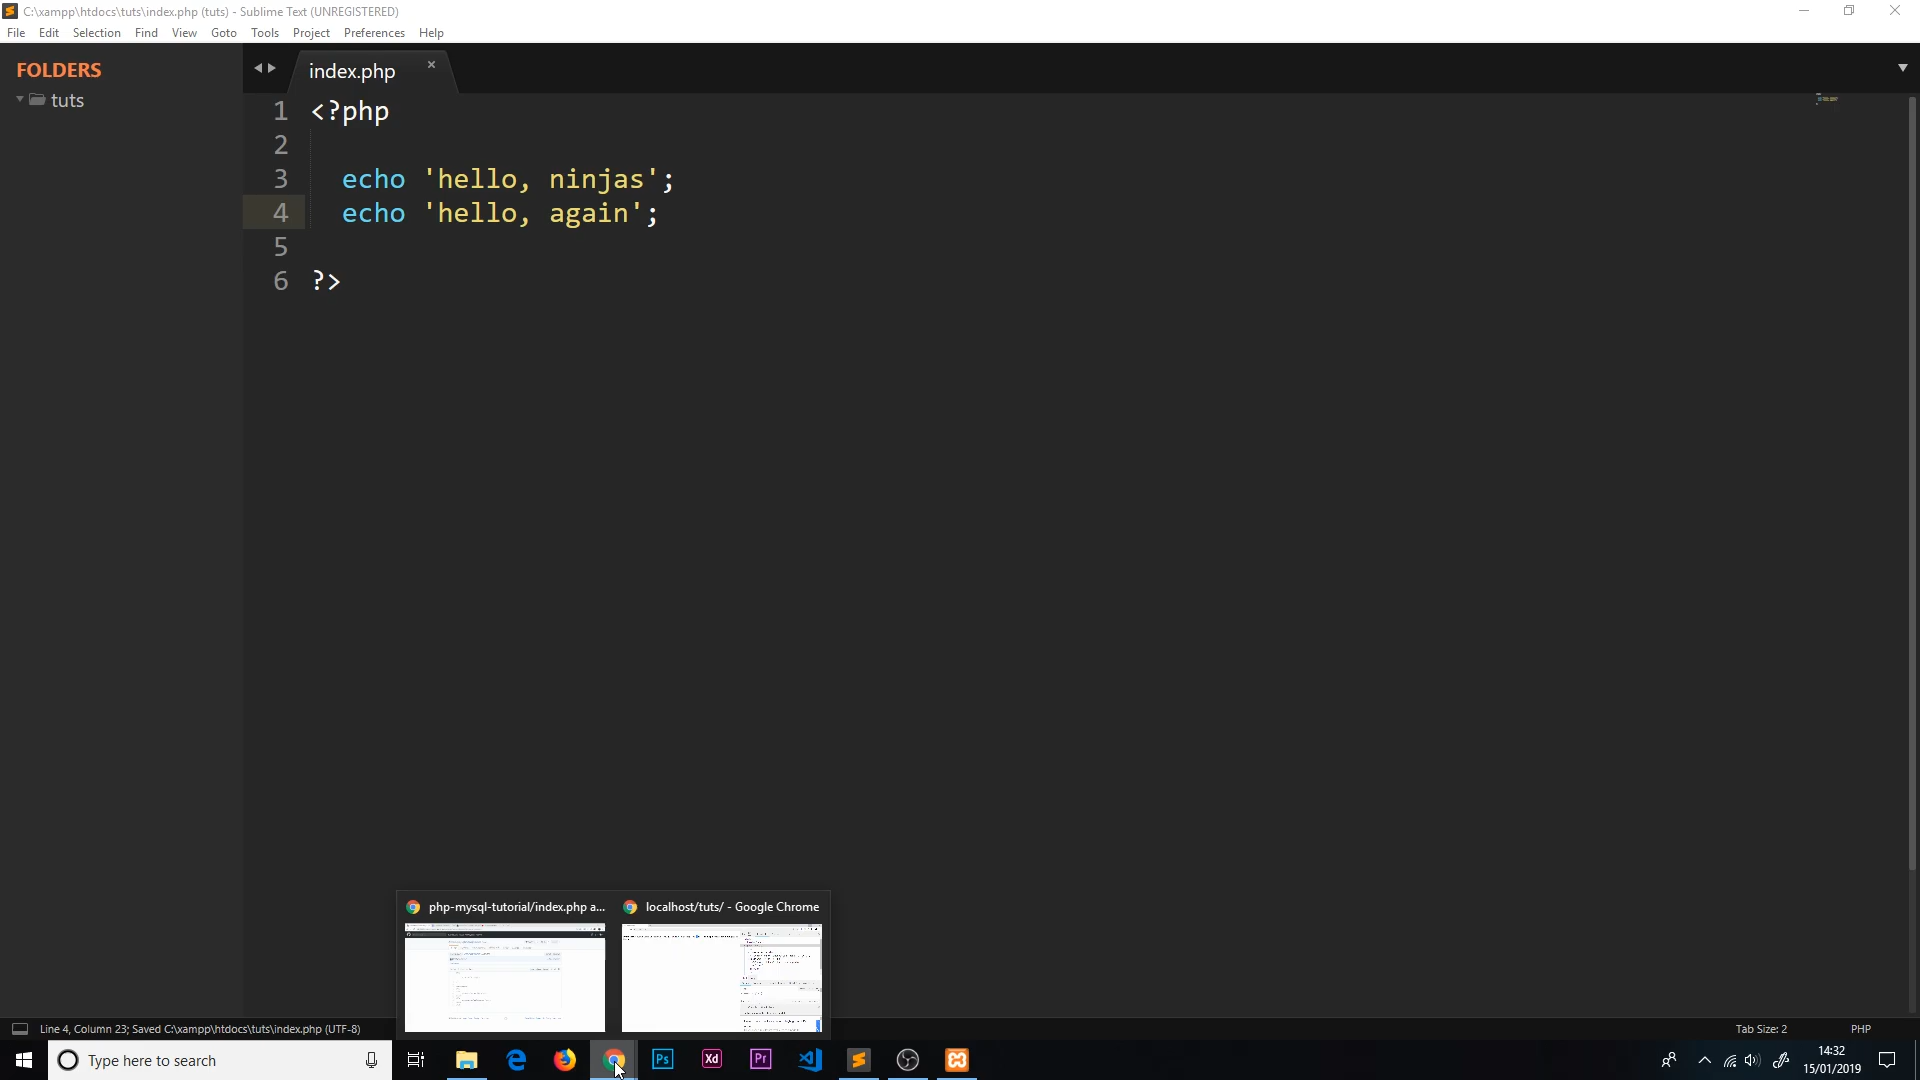 C:\xampp\htdocs\tuts\index.php (tuts) - Sublime Text (UNREGISTERED)
File Edit Selection Find View Goto Tools Project Preferences Help
FOLDERS
tuts
index.php
1 <?php
2
3 echo 'hello, ninjas';
4 echo 'hello, again';
5
6 ?>
php-mysql-tutorial/index.php a...
localhost/tuts/ - Google Chrome
Line 4, Column 23; Saved C:\xampp\htdocs\tuts\index.php (UTF-8)
Tab Size: 2
PHP
Type here to search
Ps
Xd
Pr
14:32
15/01/2019